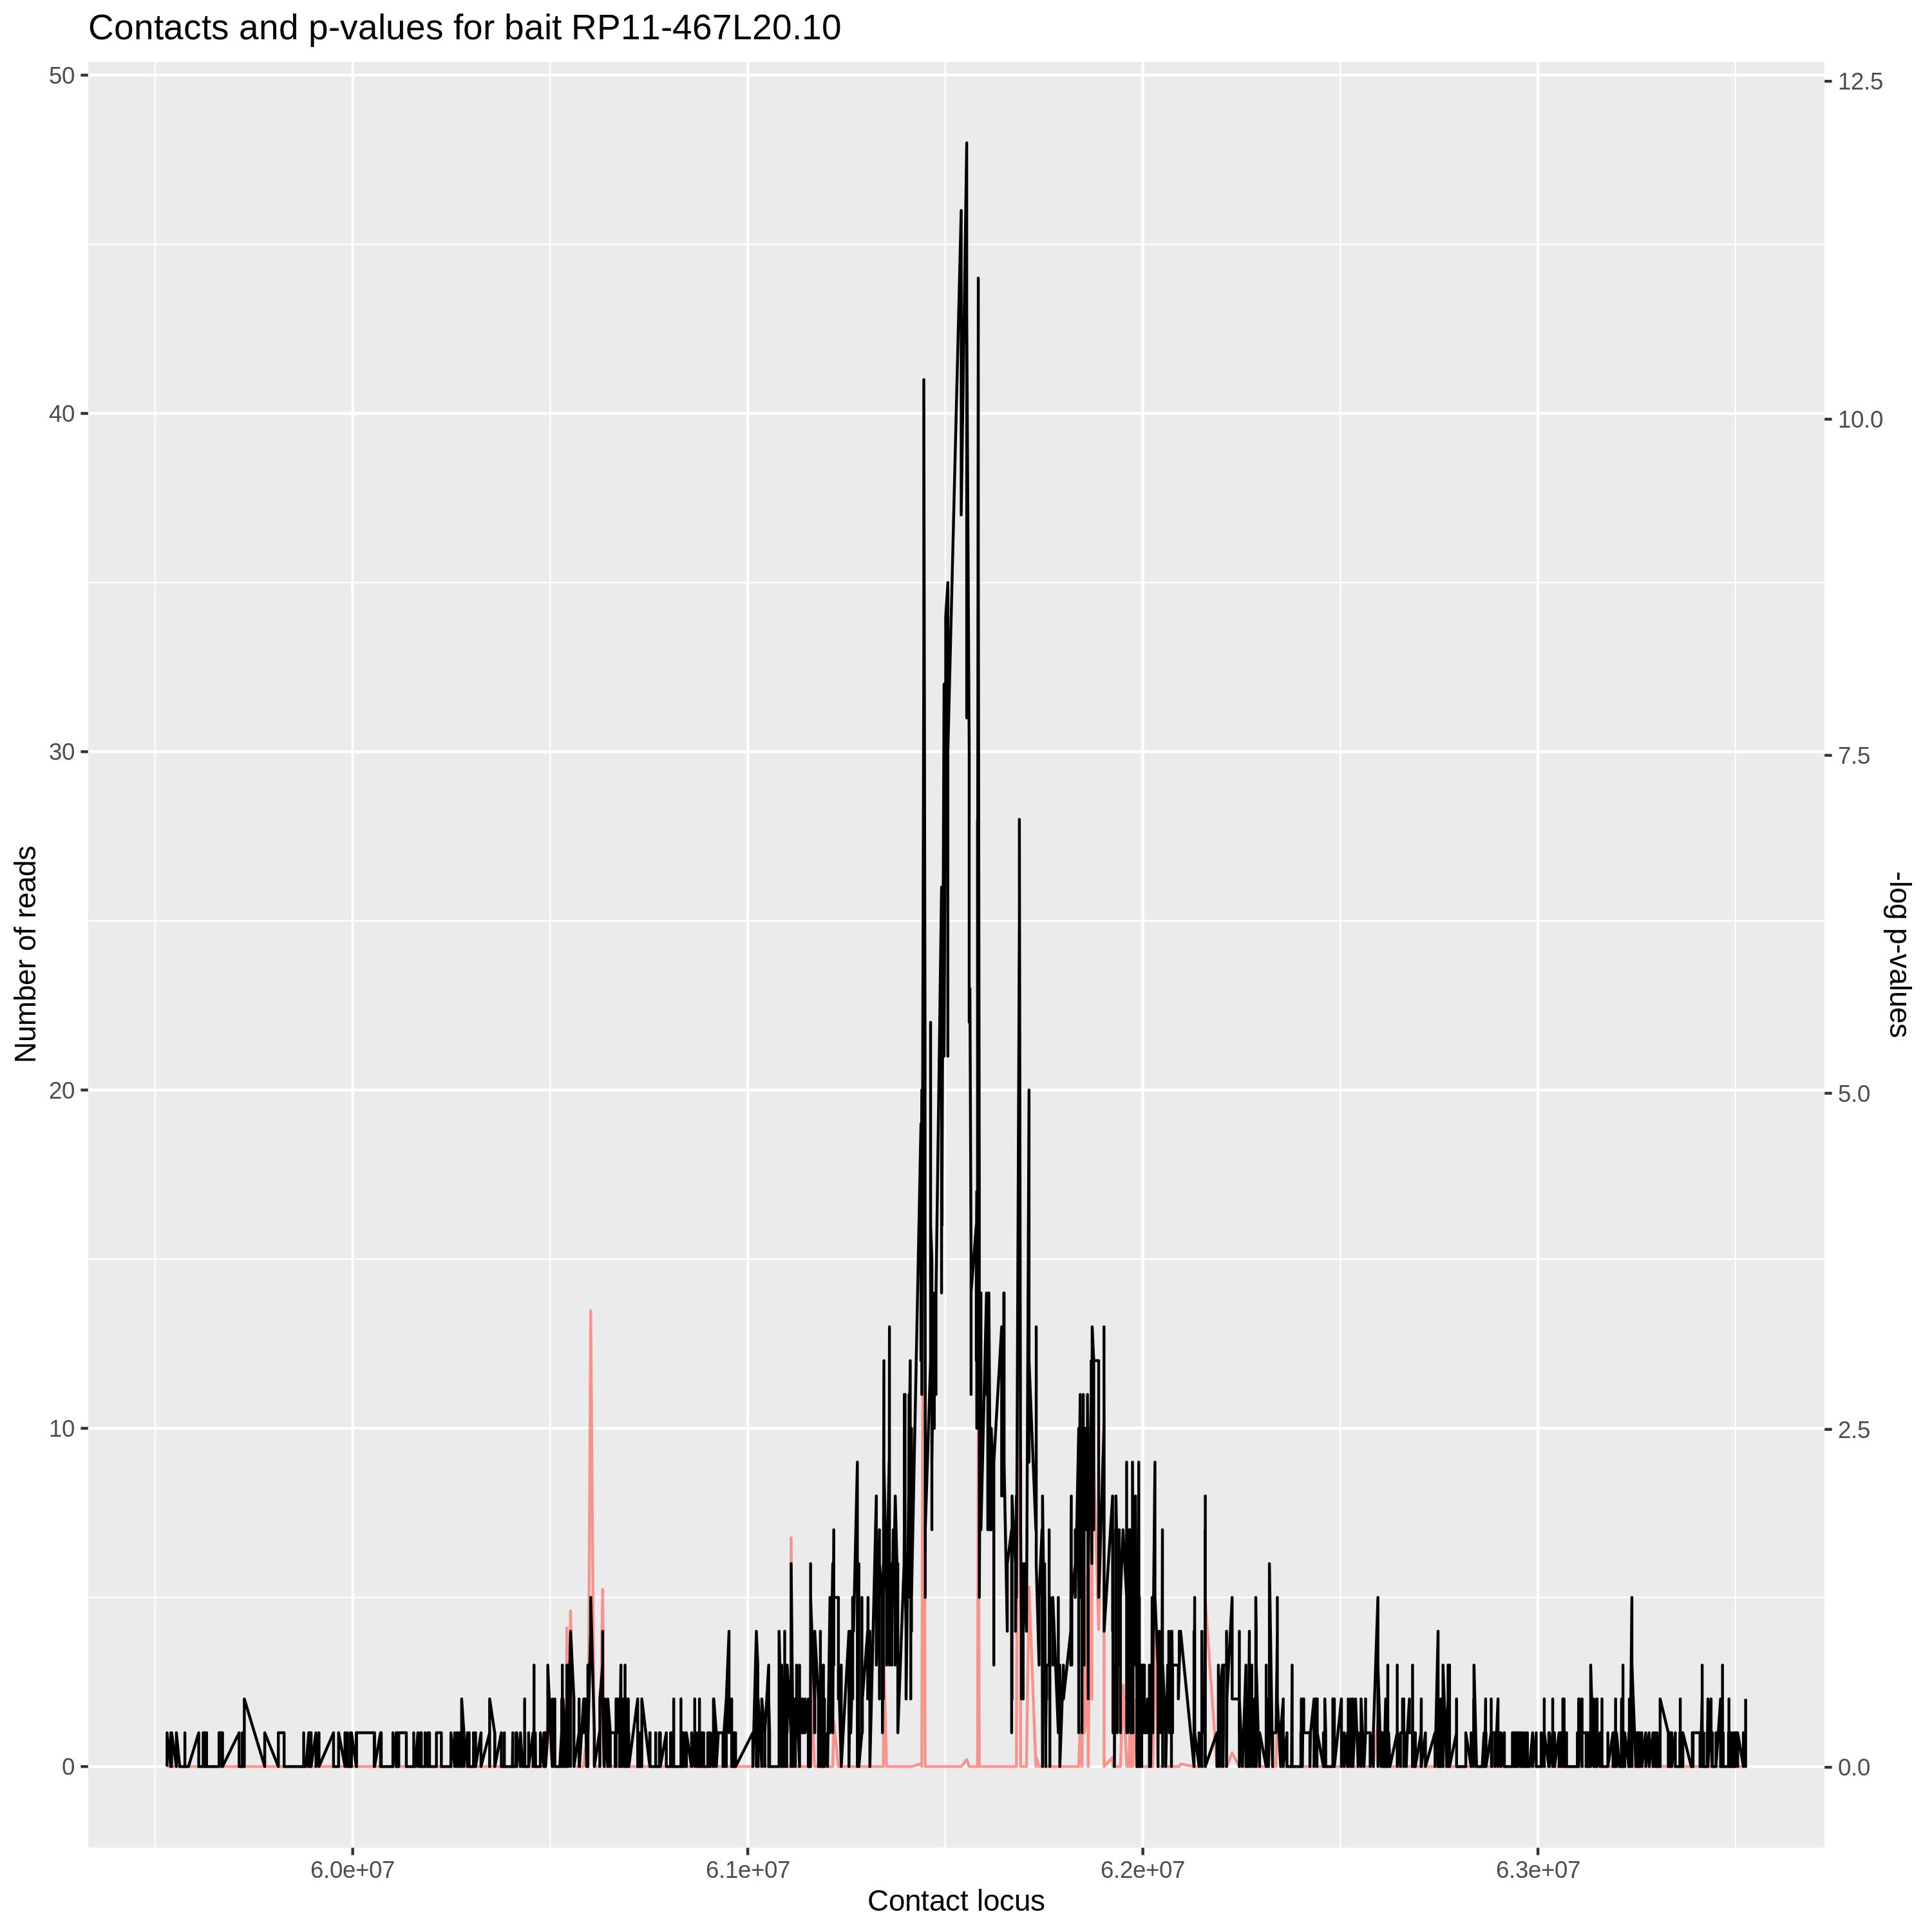 Contacts and p-values for bait RP11-467L20.10
50
40
30
20
10
0
Number of reads
12.5
10.0
7.5
5.0
2.5
0.0
-log p-values
6.0e+07
6.1e+07
6.2e+07
6.3e+07
Contact locus